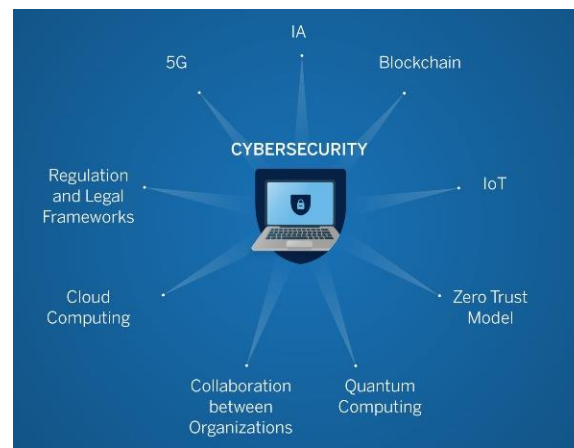 IA
5G
Blockchain
CYBERSECURITY
Regulation
and Legal
Frameworks
IoT
Cloud
Computing
Zero Trust
Model
Collaboration
between
Organizations
Quantum
Computing